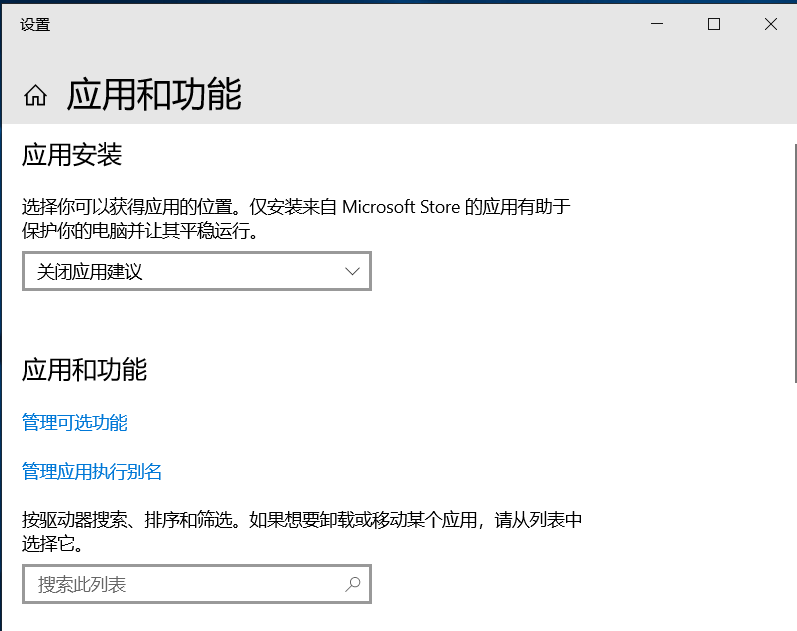 设置
应用和功能
应用安装
选择你可以获得应用的位置。仅安装来自 Microsoft Store 的应用有助于
保护你的电脑并让其平稳运行。
关闭应用建议
应用和功能
管理可选功能
管理应用执行别名
按驱动器搜索、排序和筛选。如果想要卸载或移动某个应用，请从列表中
选择它。
搜索此列表